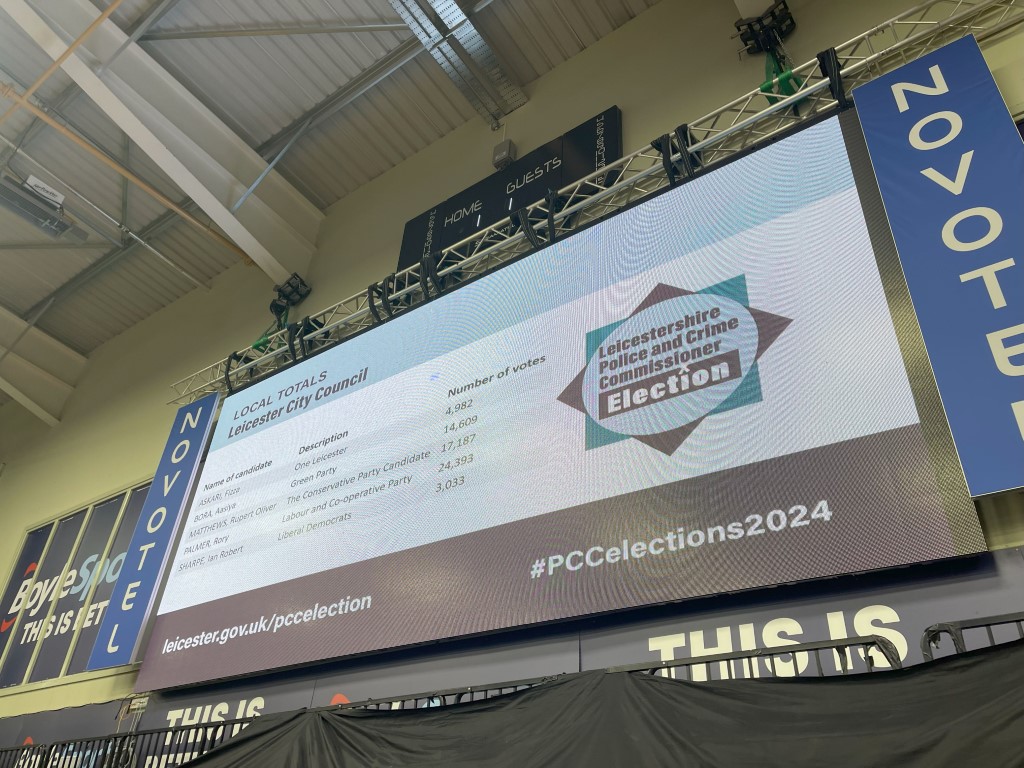 HOME GUESTS
NOVOTEL
NOVOTE
LOCAL TOTALS
Leicester City Council
Name of candidate Description Number of votes
ASKARI, Fizza One Leicester 4,982
BORA, Aasiya Green Party 14,609
MATTHEWS, Rupert Oliver The Conservative Party Candidate 17,187
PALMER, Rory Labour and Co-operative Party 24,393
SHARPE, Ian Robert Liberal Democrats 3,033
Leicestershire
Police and Crime
Commissioner
Election
#PCCelections2024
leicester.gov.uk/pccelection
BoyleSpo
THIS IS BET
THIS IS
THIS IS